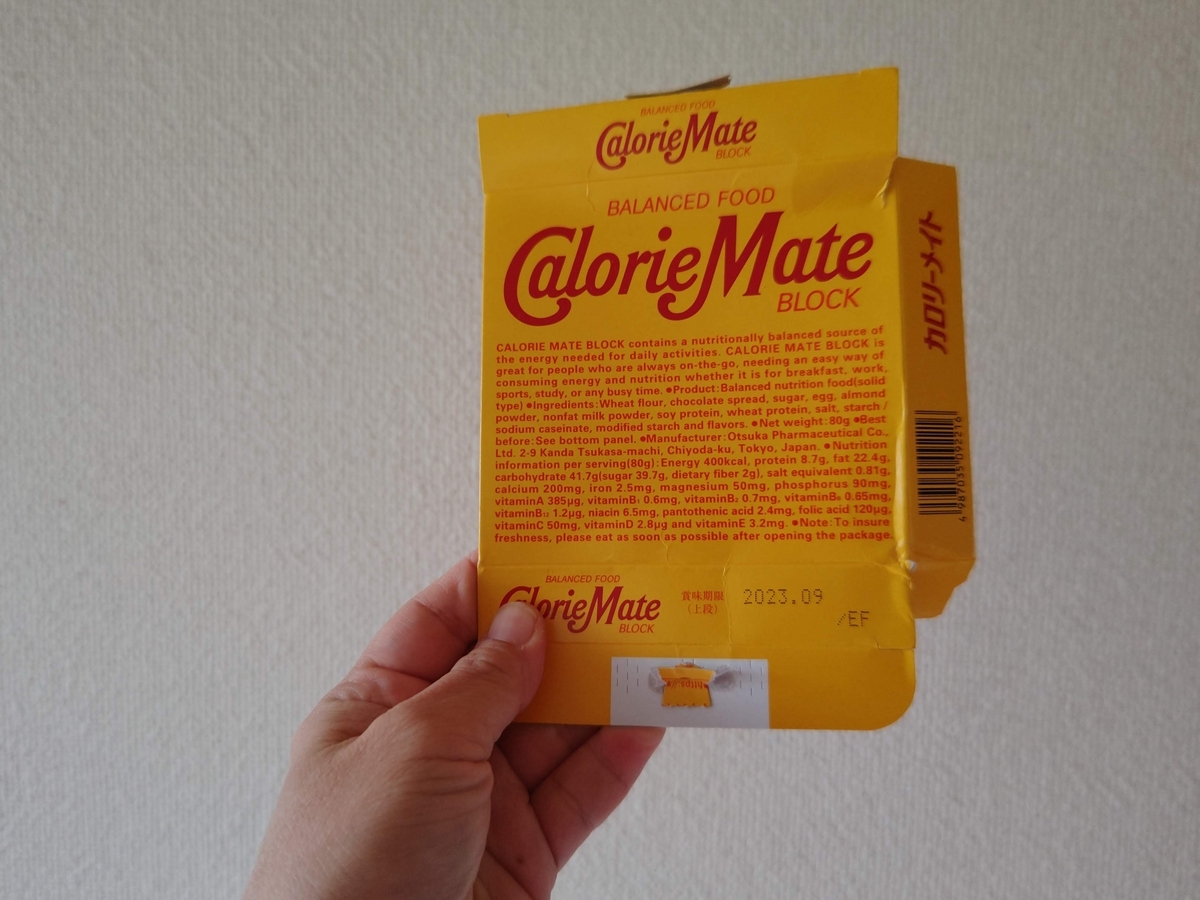 BALANCED FOOD
CalorieMate
BLOCK
BALANCED FOOD
CalorieMate
BLOCK
CALORIE MATE BLOCK contains a nutritionally balanced source of
the energy needed for daily activities. CALORIE MATE BLOCK is
great for people who are always on-the-go, needing an easy way of
consuming energy and nutrition whether it is for breakfast, work,
sports, study, or any busy time. ●Product:Balanced nutrition food(solid
type) ●Ingredients:Wheat flour, chocolate spread, sugar, egg, almond
powder, nonfat milk powder, soy protein, wheat protein, salt, starch /
sodium caseinate, modified starch and flavors. ●Net weight:80g ●Best
before:See bottom panel. ●Manufacturer:Otsuka Pharmaceutical Co.,
Ltd. 2-9 Kanda Tsukasa-machi, Chiyoda-ku, Tokyo, Japan. ●Nutrition
information per serving(80g):Energy 400kcal, protein 8.7g, fat 22.4g,
carbohydrate 41.7g(sugar 39.7g, dietary fiber 2g), salt equivalent 0.81g,
calcium 200mg, iron 2.5mg, magnesium 50mg, phosphorus 90mg,
vitaminA 385μg, vitaminB₁ 0.6mg, vitaminB₂ 0.7mg, vitaminB₆ 0.65mg,
vitaminB₁₂ 1.2μg, niacin 6.5mg, pantothenic acid 2.4mg, folic acid 120μg,
vitaminC 50mg, vitaminD 2.8μg and vitaminE 3.2mg. ●Note:To insure
freshness, please eat as soon as possible after opening the package.
BALANCED FOOD
CalorieMate
BLOCK
賞味期限
(上段)
2023.09
/EF
カロリーメイト
4987035092216